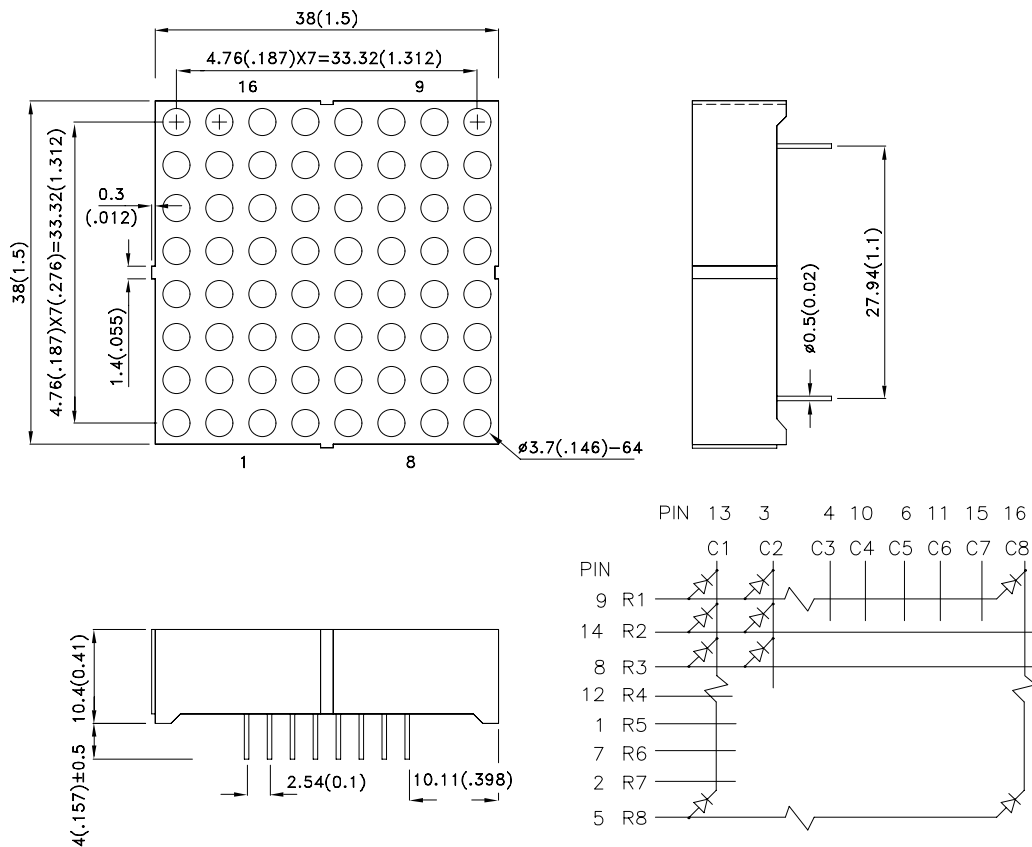 38(1.5)
4.76(.187)X7=33.32(1.312)
16 9
38(1.5)
4.76(.187)X7(.276)=33.32(1.312)
0.3
(.012)
1.4(.055)
1 8
ø3.7(.146)-64
27.94(1.1)
ø0.5(0.02)
10.4(0.41)
4(.157)±0.5
2.54(0.1)
10.11(.398)
PIN 13 3 4 10 6 11 15 16
C1 C2 C3 C4 C5 C6 C7 C8
PIN
9 R1
14 R2
8 R3
12 R4
1 R5
7 R6
2 R7
5 R8